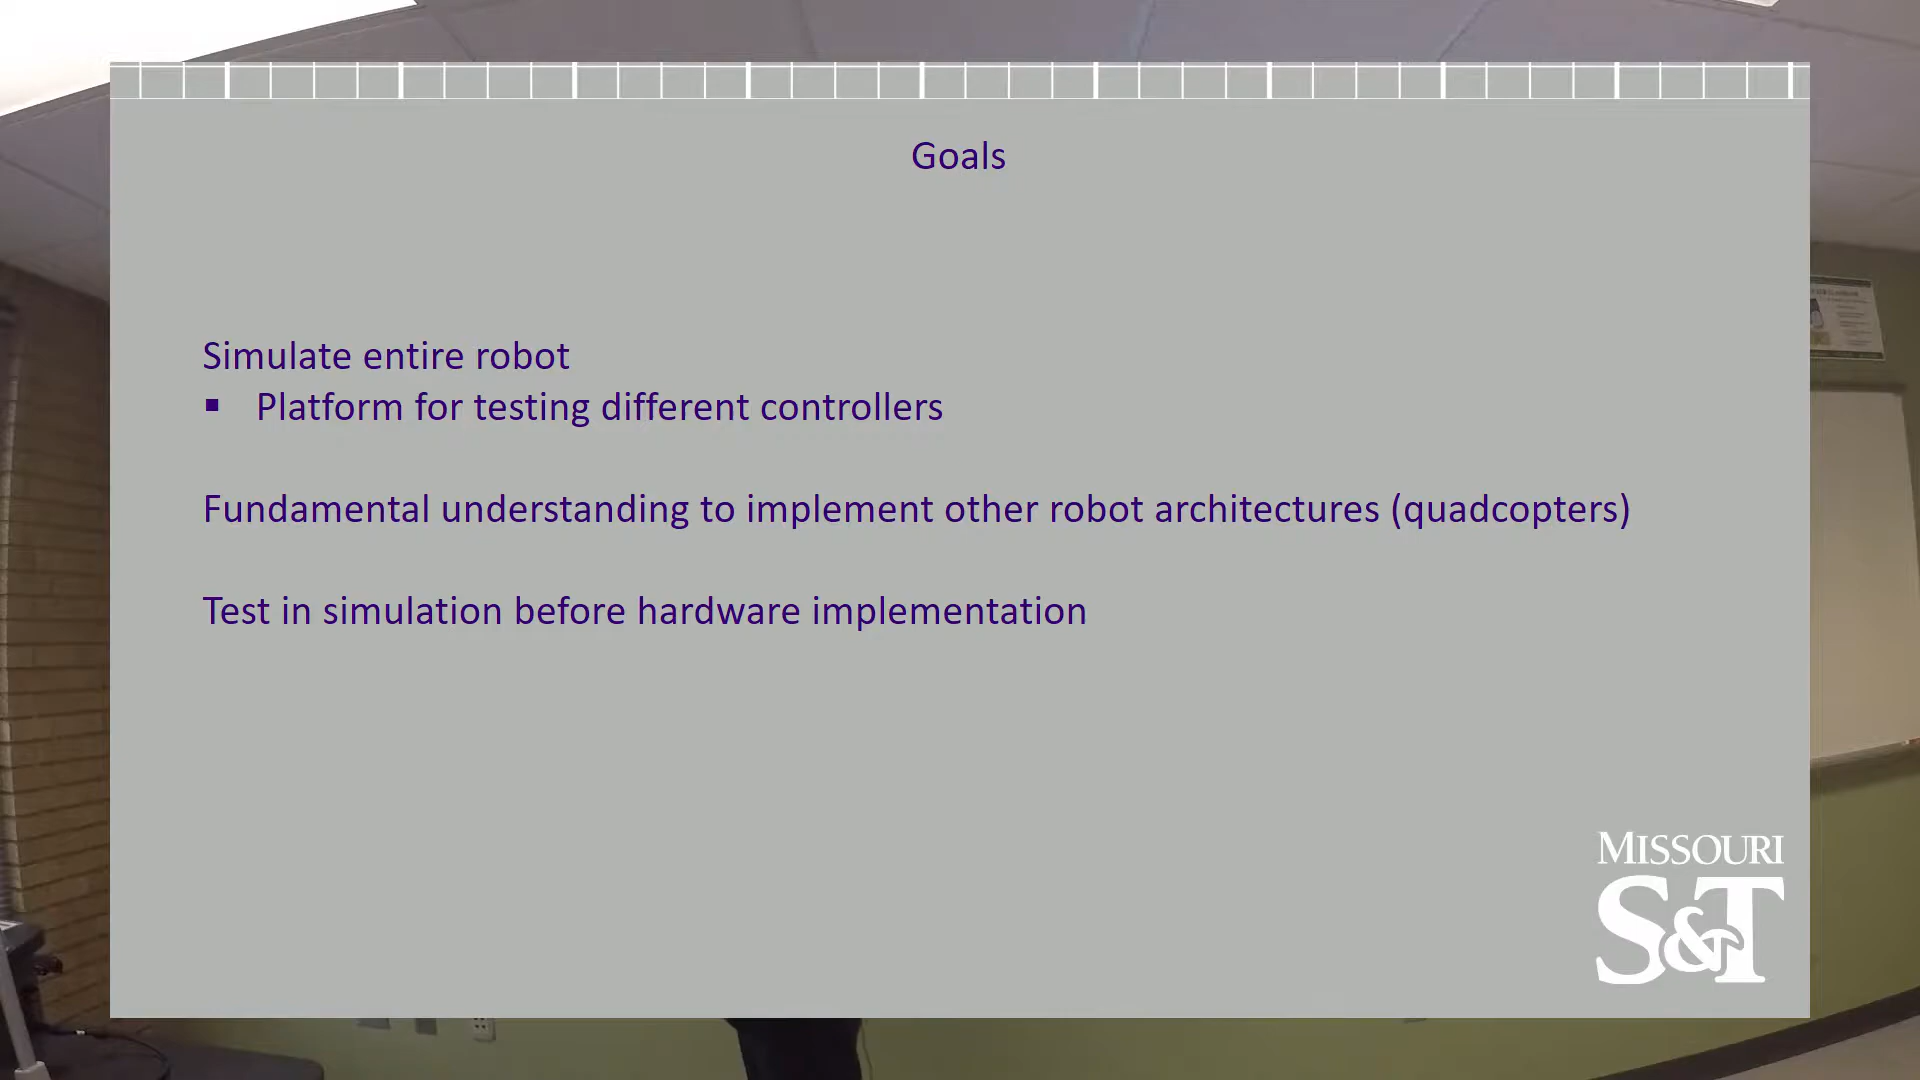 Goals
Simulate entire robot
▪ Platform for testing different controllers
Fundamental understanding to implement other robot architectures (quadcopters)
Test in simulation before hardware implementation
MISSOURI
S&T